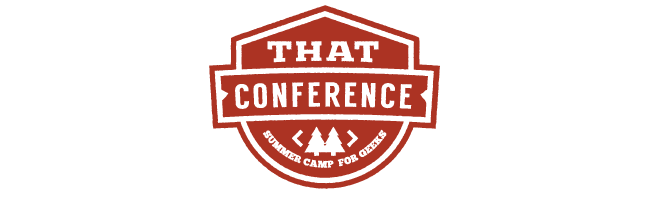 THAT
CONFERENCE
SUMMER CAMP FOR GEEKS